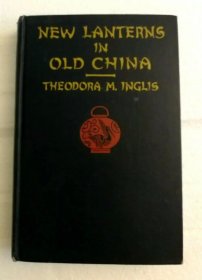 NEW LANTERNS
IN
OLD CHINA
THEODORA M. INGLIS